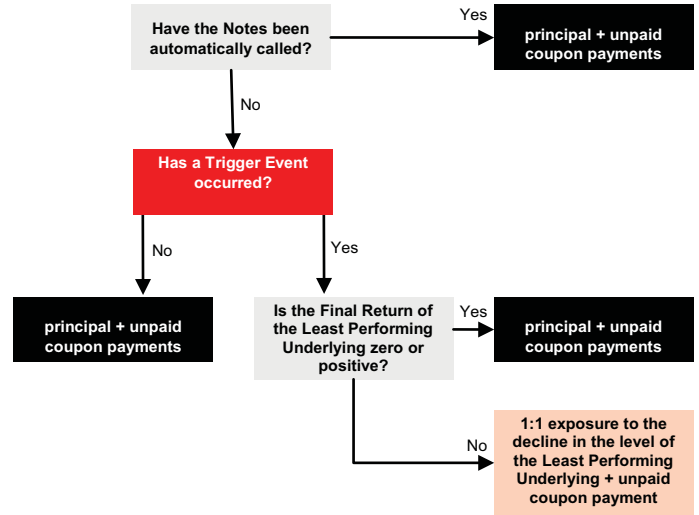 Have the Notes been
automatically called?
Yes
principal + unpaid
coupon payments
No
Has a Trigger Event
occurred?
No
Yes
principal + unpaid
coupon payments
Is the Final Return of
the Least Performing
Underlying zero or
positive?
Yes
principal + unpaid
coupon payments
No
1:1 exposure to the
decline in the level of
the Least Performing
Underlying + unpaid
coupon payment